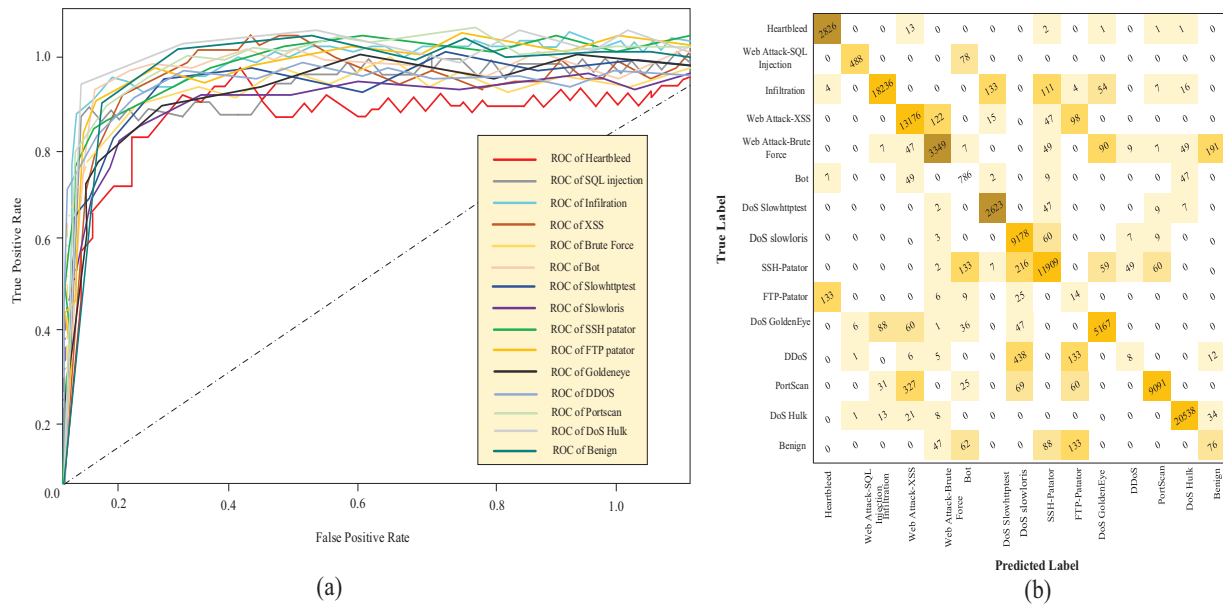 True Positive Rate
1.0
0.8
0.6
0.4
0.2
0.0
0.2
0.4
0.6
0.8
1.0
False Positive Rate
ROC of Heartbleed
ROC of SQL injection
ROC of Infilration
ROC of XSS
ROC of Brute Force
ROC of Bot
ROC of Slowhttptest
ROC of Slowloris
ROC of SSH patator
ROC of FTP patator
ROC of Goldeneye
ROC of DDOS
ROC of Portscan
ROC of DoS Hulk
ROC of Benign
(a)
True Label
Heartbleed 2826 0 0 13 0 0 0 0 2 0 1 0 1 1 0
Web Attack-SQL
Injection 0 488 0 0 0 78 0 0 0 0 0 0 0 0 0
Infiltration 4 0 18236 0 0 0 133 0 111 4 54 0 7 16 0
Web Attack-XSS 0 0 0 13176 122 0 15 0 47 98 0 0 0 0 0
Web Attack-Brute
Force 0 0 7 47 3349 7 0 0 49 0 90 9 7 49 191
Bot 7 0 0 49 0 786 2 0 9 0 0 0 0 47 0
DoS Slowhttptest 0 0 0 0 2 0 2623 0 47 0 0 0 9 7 0
DoS slowloris 0 0 0 0 3 0 0 9178 60 0 0 7 9 0 0
SSH-Patator 0 0 0 0 2 133 7 216 11909 0 59 49 60 0 0
FTP-Patator 133 0 0 0 6 9 0 25 0 14 0 0 0 0 0
DoS GoldenEye 0 6 88 60 1 36 0 47 0 0 5167 0 0 0 0
DDoS 0 1 0 6 5 0 0 438 0 133 0 8 0 0 12
PortScan 0 0 31 327 0 25 0 69 0 60 0 0 9091 0 0
DoS Hulk 0 1 13 21 8 0 0 0 0 0 0 0 0 20538 34
Benign 0 0 0 0 47 62 0 0 88 133 0 0 0 0 76
Heartbleed
Web Attack-SQL
Injection
Infiltration
Web Attack-XSS
Web Attack-Brute
Force
Bot
DoS Slowhttptest
DoS slowloris
SSH-Patator
FTP-Patator
DoS GoldenEye
DDoS
PortScan
DoS Hulk
Benign
Predicted Label
(b)